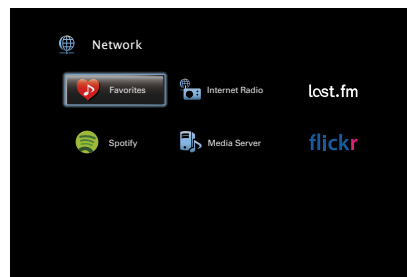 Network
Favorites
Internet Radio
last.fm
Spotify
Media Server
flickr